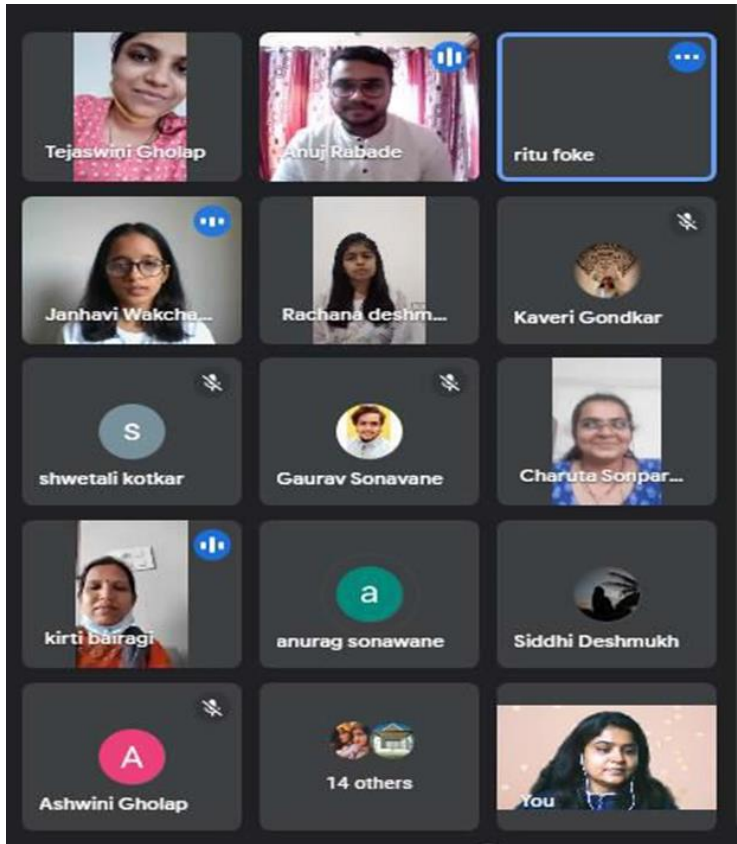 Tejaswini Gholap
Anuj Rabade
ritu foke
Janhavi Wakcha...
Rachana deshm...
Kaveri Gondkar
s
shwetali kotkar
Gaurav Sonavane
Charuta Sonpar...
kirti bairagi
a
anurag sonawane
Siddhi Deshmukh
A
Ashwini Gholap
14 others
You